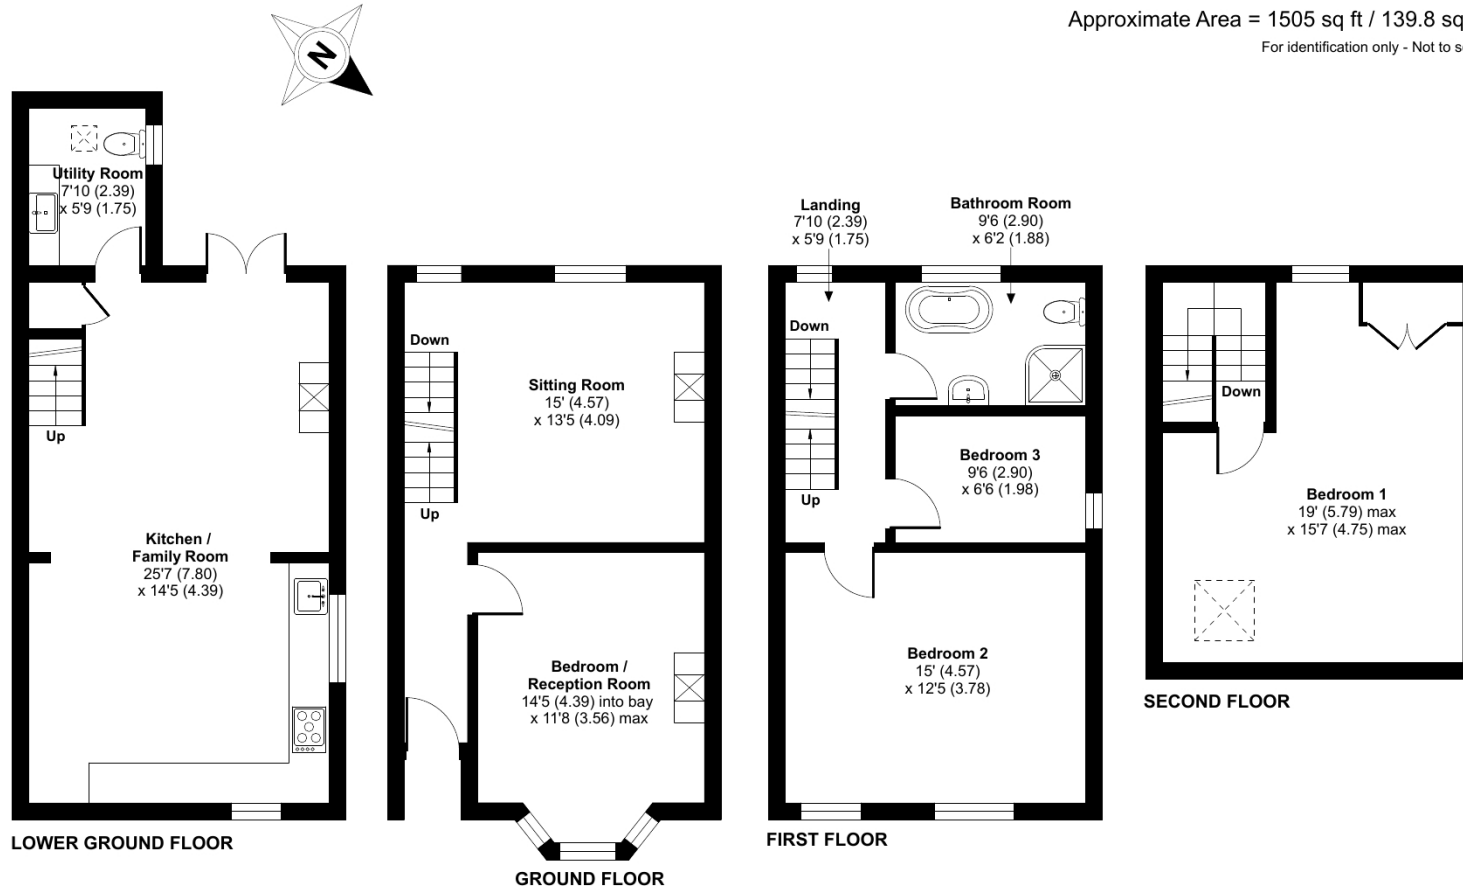 Approximate Area = 1505 sq ft / 139.8 sq
For identification only - Not to
N
Utility Room
7'10 (2.39)
x 5'9 (1.75)
Up
Kitchen /
Family Room
25'7 (7.80)
x 14'5 (4.39)
LOWER GROUND FLOOR
Down
Up
Sitting Room
15' (4.57)
x 13'5 (4.09)
Bedroom /
Reception Room
14'5 (4.39) into bay
x 11'8 (3.56) max
GROUND FLOOR
Landing
7'10 (2.39)
x 5'9 (1.75)
Bathroom Room
9'6 (2.90)
x 6'2 (1.88)
Down
Up
Bedroom 3
9'6 (2.90)
x 6'6 (1.98)
Bedroom 2
15' (4.57)
x 12'5 (3.78)
FIRST FLOOR
Down
Bedroom 1
19' (5.79) max
x 15'7 (4.75) max
SECOND FLOOR